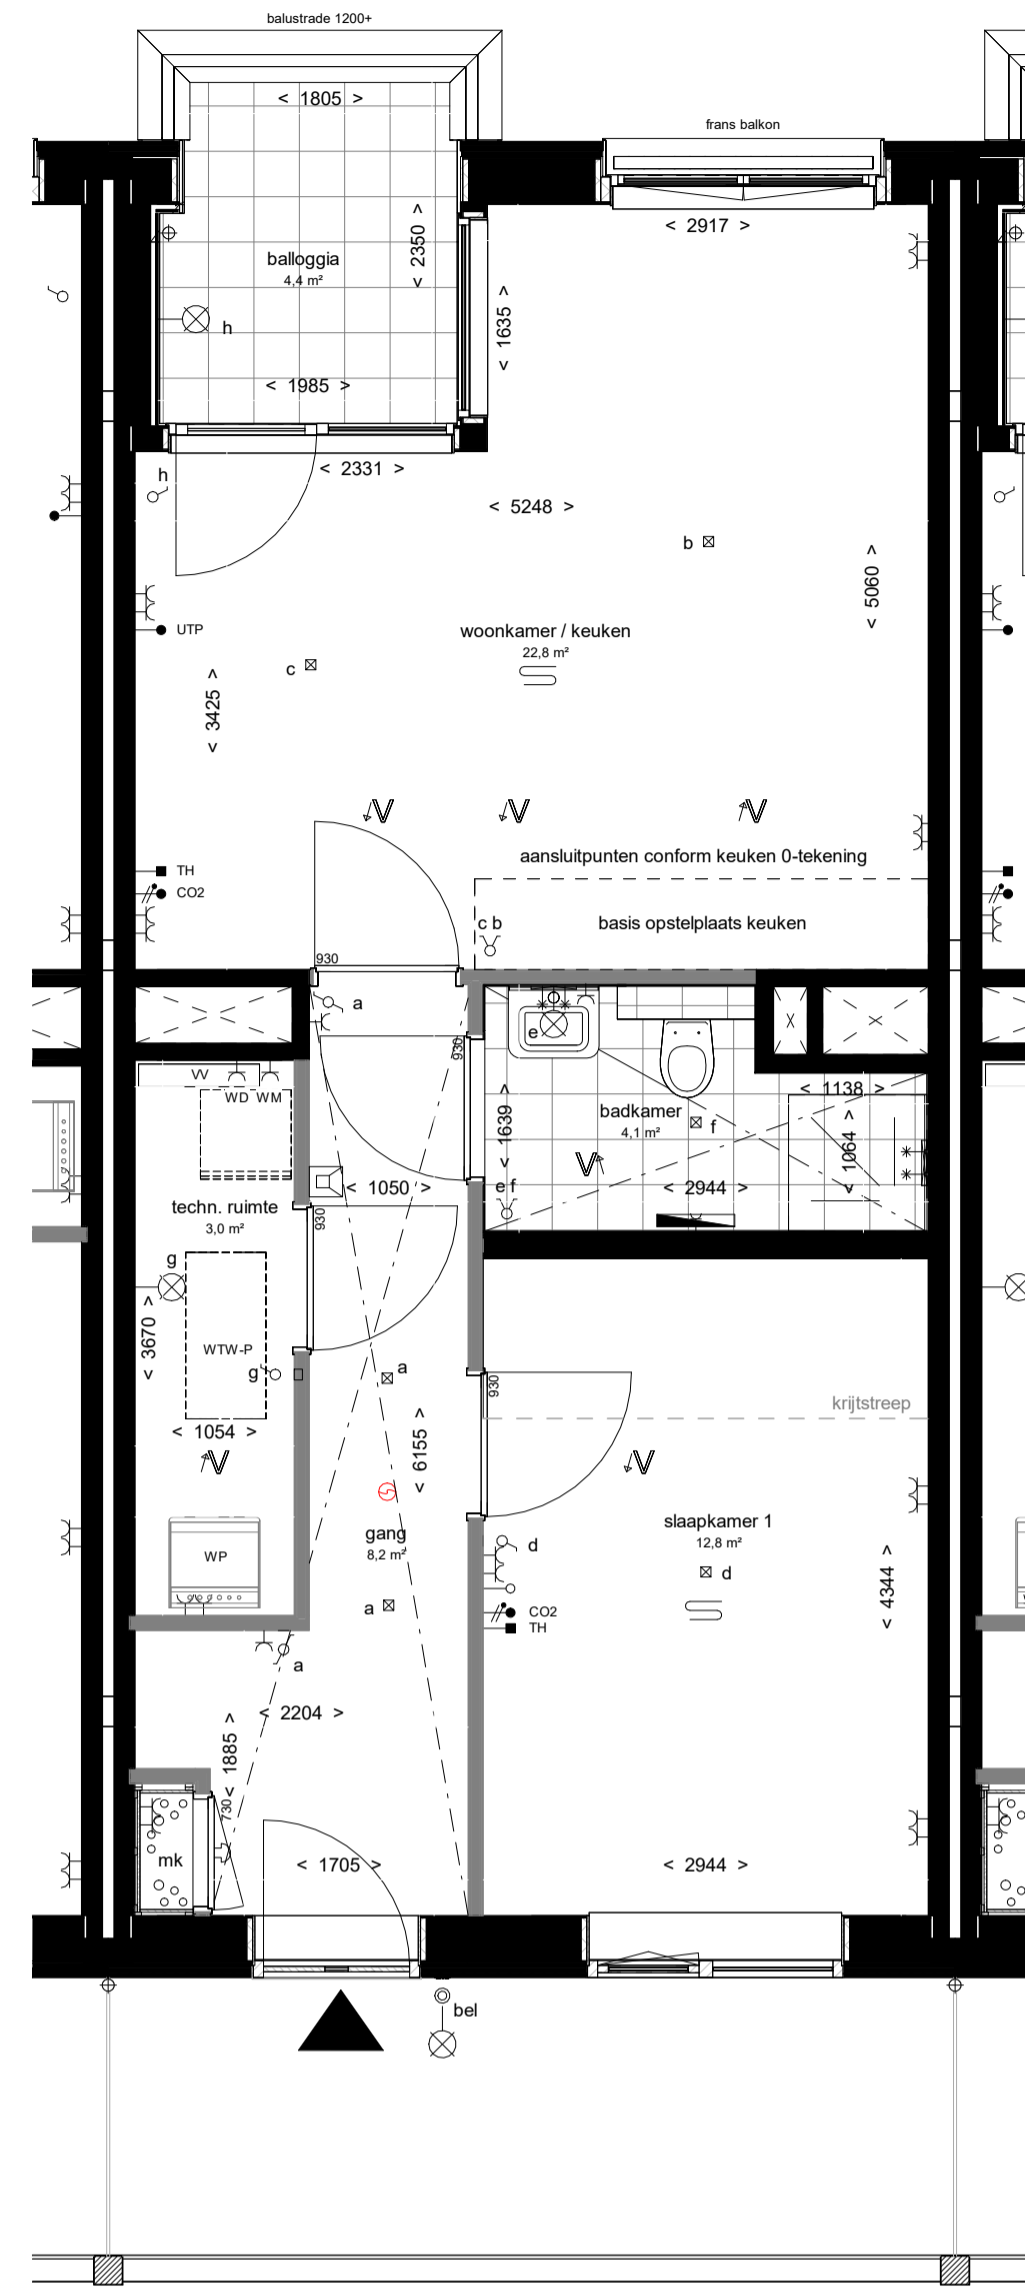 balustrade 1200+
< 1805 >
frans balkon
< 2917 >
< 2350 >
balloggia
4,4 m²
h
< 1635 >
< 1985 >
< 2331 >
h
< 5248 >
b
< 5060 >
UTP
woonkamer / keuken
22,8 m²
c
< 3425 >
V
V
V
aansluitpunten conform keuken 0-tekening
TH
CO2
c b
basis opstelplaats keuken
930
a
e
930
VV
WD WM
< 1138 >
< 1639 >
badkamer
4,1 m²
f
< 1064 >
V
< 1050 >
e f
< 2944 >
techn. ruimte
3,0 m²
930
g
< 3670 >
WTW-P
g
a
930
krijtstreep
< 1054 >
V
< 6155 >
V
slaapkamer 1
12,8 m²
gang
8,2 m²
d
WP
d
< 4344 >
a
CO2
TH
a
< 2204 >
< 1885 >
730
mk
< 1705 >
< 2944 >
bel